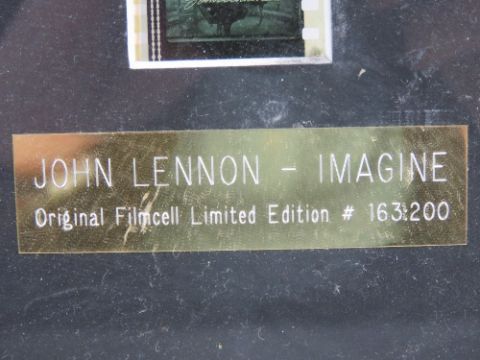 JOHN LENNON - IMAGINE
Original Filmcell Limited Edition # 163:200